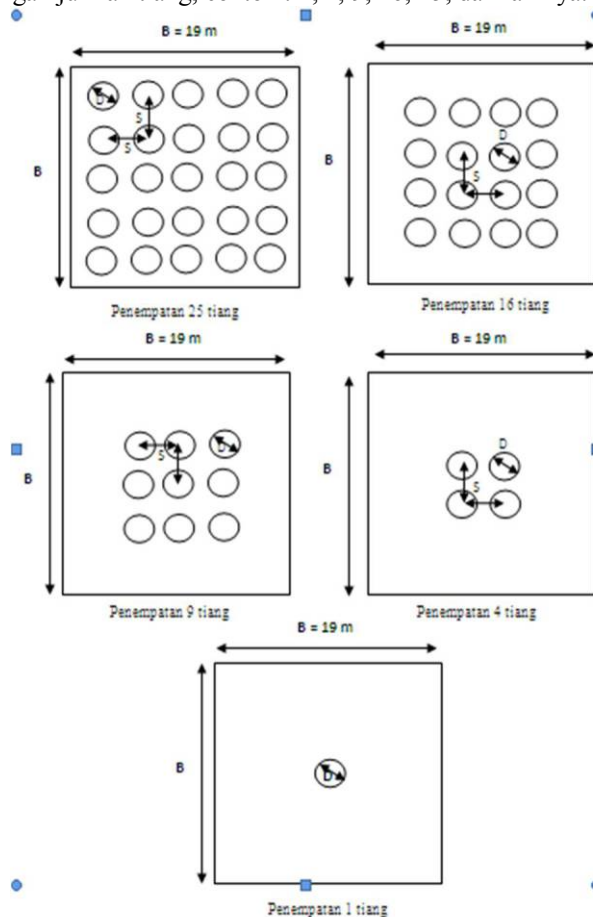 B = 19 m
B = 19 m
B
D
S
S
B
D
S
Penempatan 25 tiang
Penempatan 16 tiang
B = 19 m
B = 19 m
B
S
D
B
D
S
Penempatan 9 tiang
Penempatan 4 tiang
B = 19 m
B
D
Penempatan 1 tiang